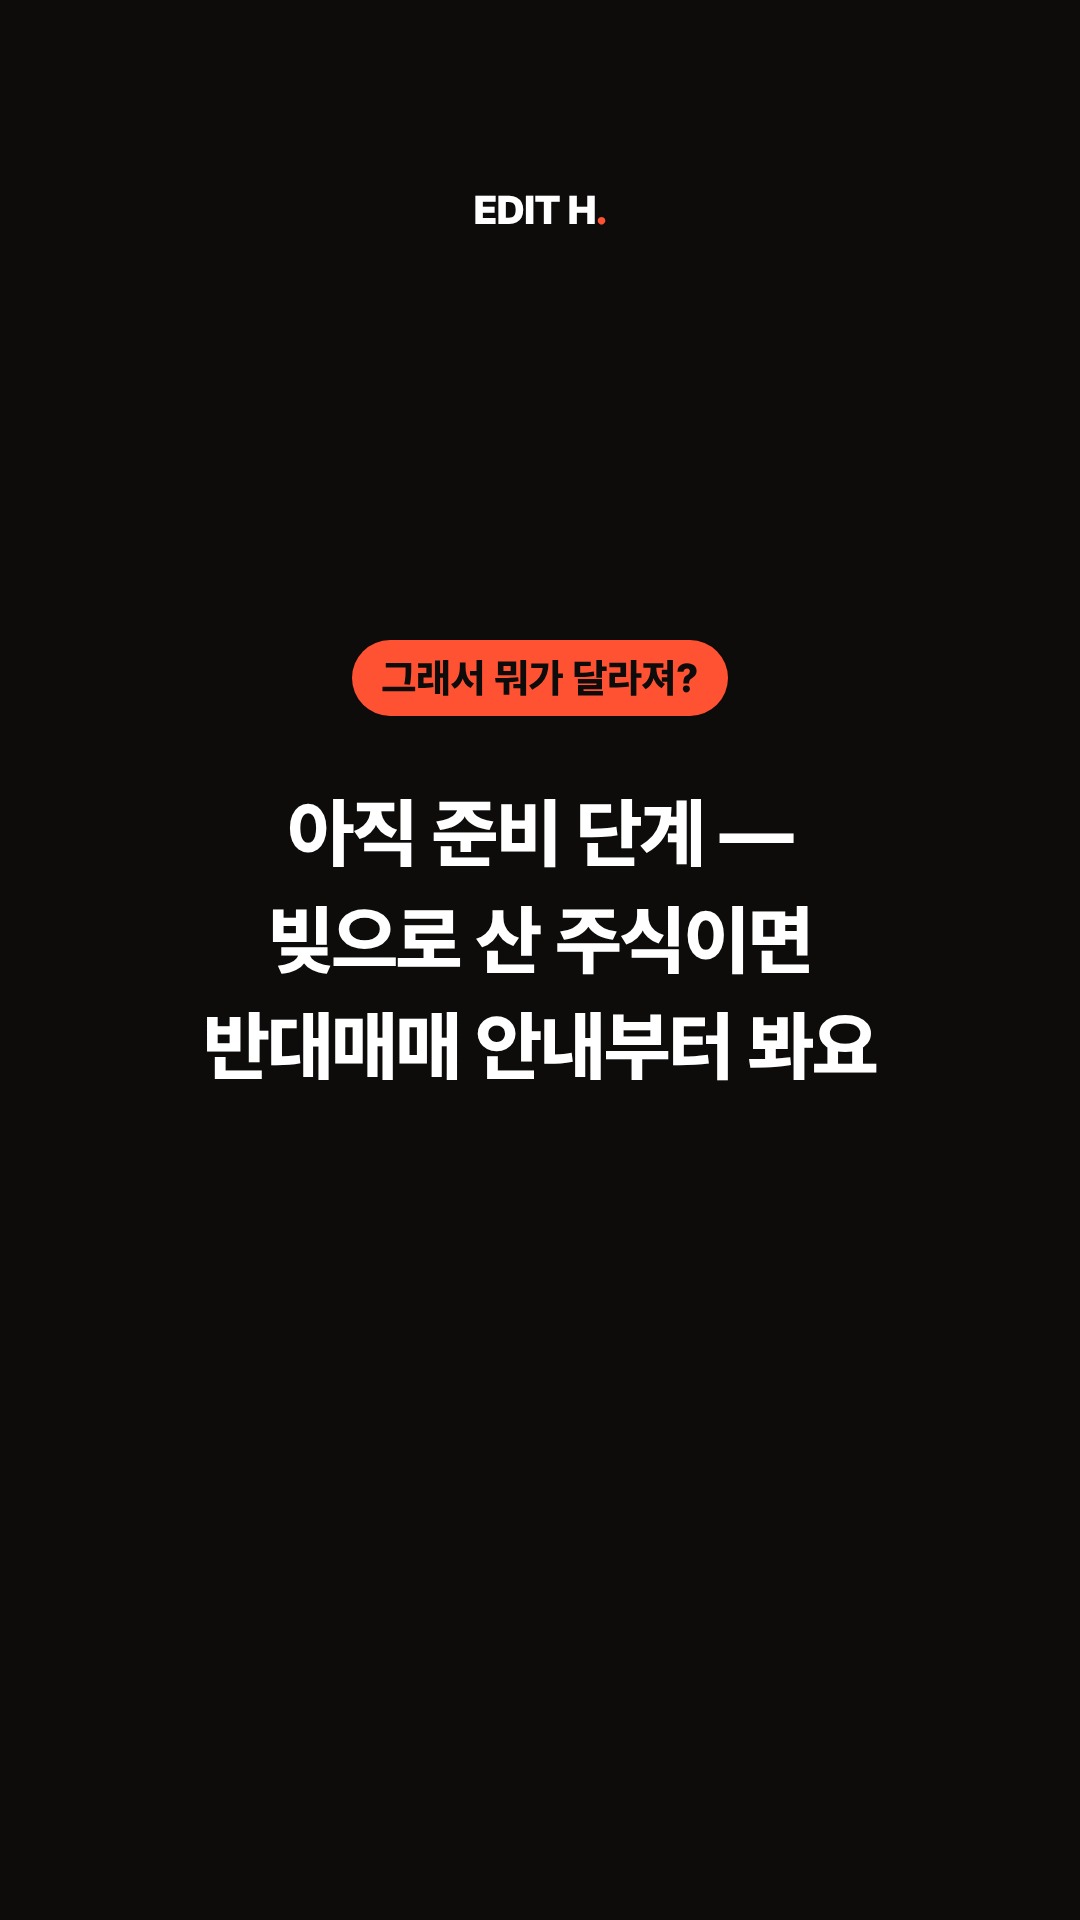 EDIT H.
그래서 뭐가 달라져?
아직 준비 단계 —
빚으로 산 주식이면
반대매매 안내부터 봐요